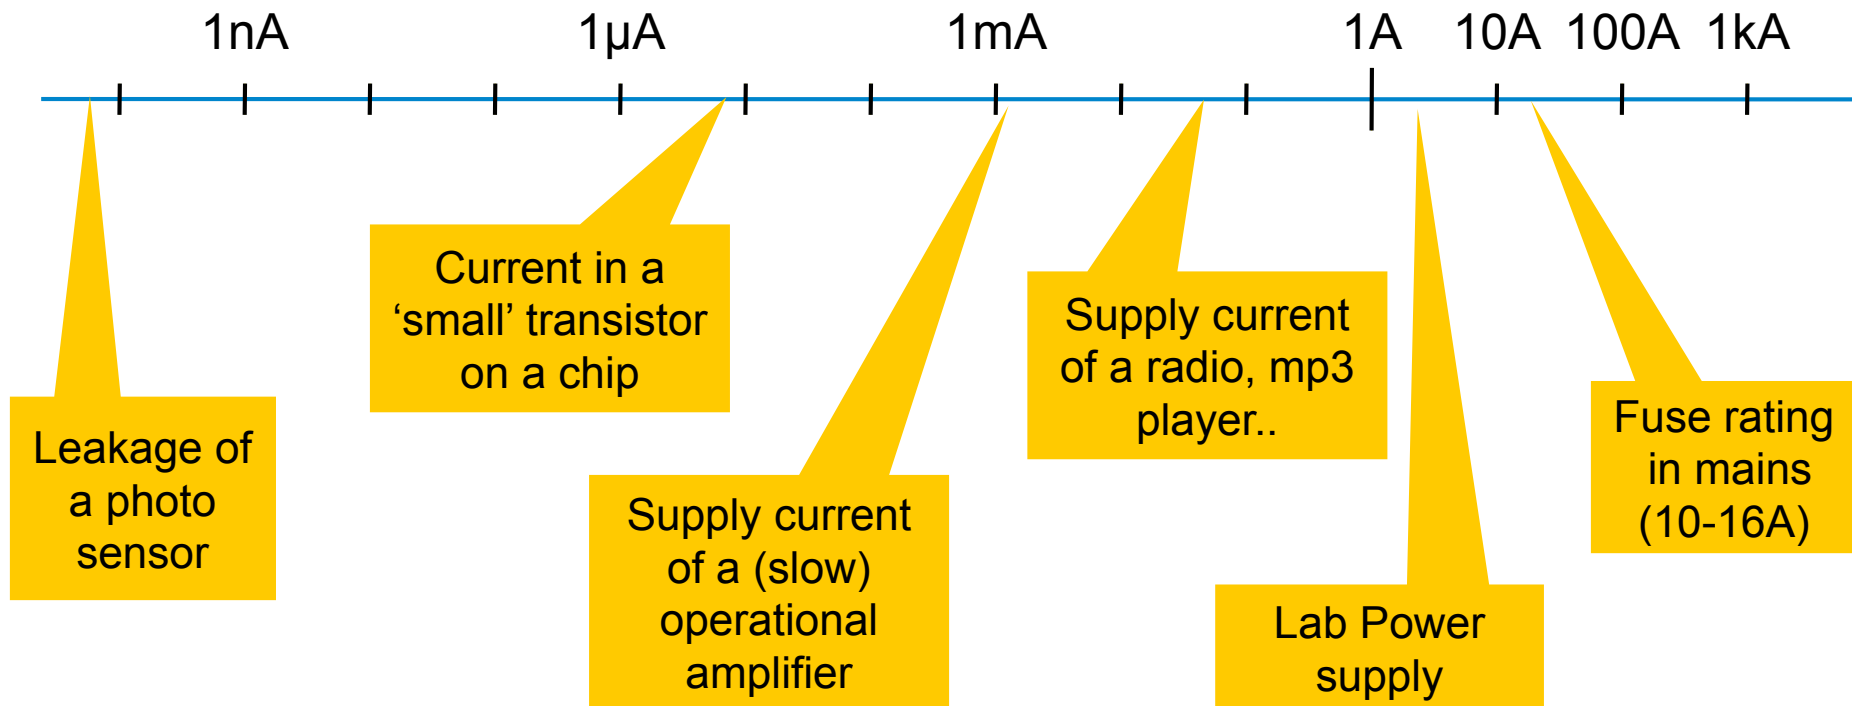 1nA 1µA 1mA 1A 10A 100A 1kA
Leakage of
a photo
sensor
Current in a
‘small’ transistor
on a chip
Supply current
of a (slow)
operational
amplifier
Supply current
of a radio, mp3
player..
Lab Power
supply
Fuse rating
in mains
(10-16A)